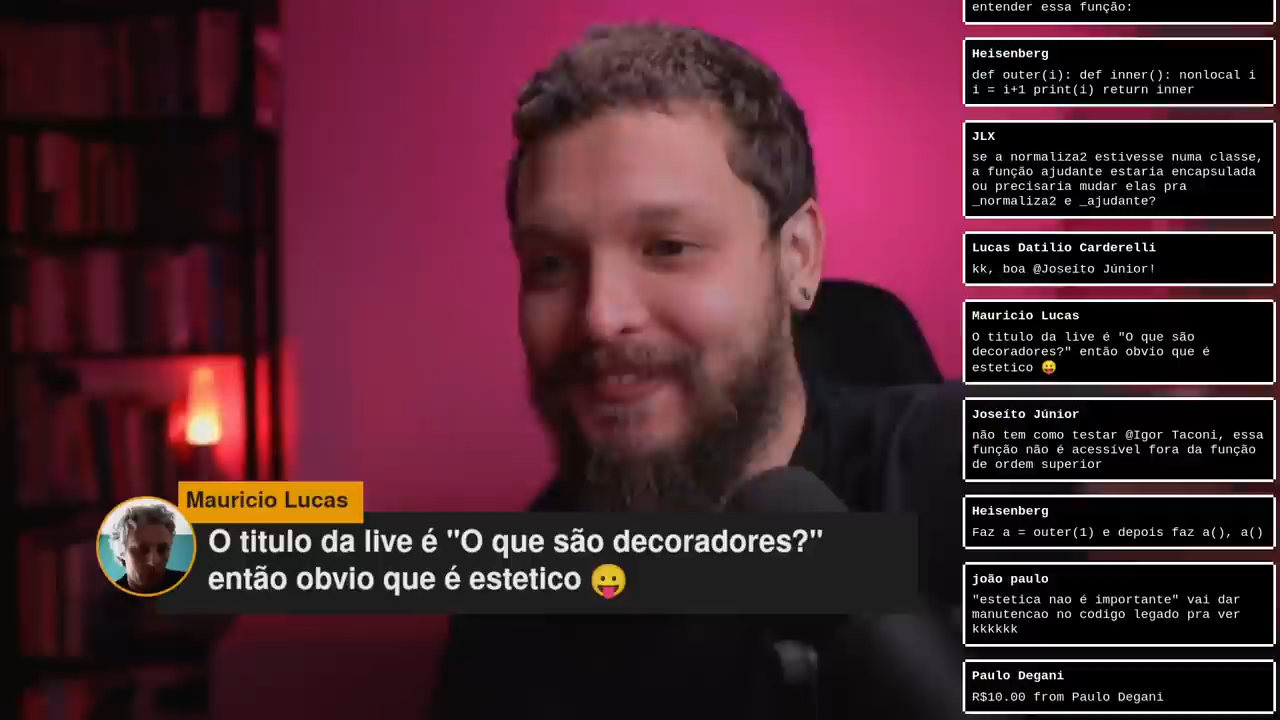 entender essa função:
Heisenberg
def outer(i): def inner(): nonlocal i
i = i+1 print(i) return inner
JLX
se a normaliza2 estivesse numa classe,
a função ajudante estaria encapsulada
ou precisaria mudar elas pra
_normaliza2 e _ajudante?
Lucas Datilio Carderelli
kk, boa @Joseíto Júnior!
Mauricio Lucas
O titulo da live é "O que são
decoradores?" então obvio que é
estetico 😛
Joseíto Júnior
não tem como testar @Igor Taconi, essa
função não é acessível fora da função
de ordem superior
Heisenberg
Faz a = outer(1) e depois faz a(), a()
joão paulo
"estetica nao é importante" vai dar
manutencao no codigo legado pra ver
kkkkkk
Paulo Degani
R$10.00 from Paulo Degani
Mauricio Lucas
O titulo da live é "O que são decoradores?"
então obvio que é estetico 😛